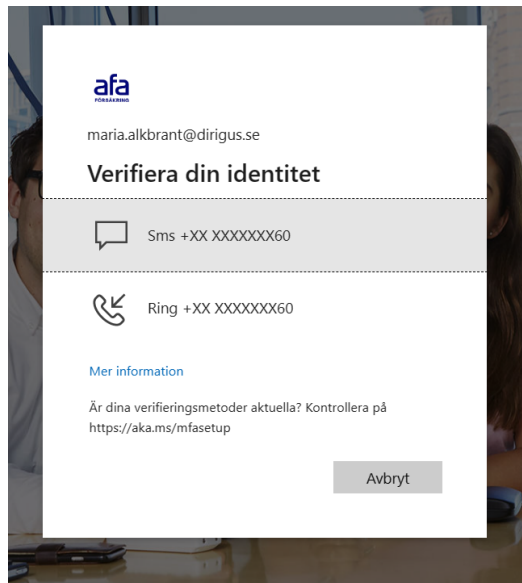 afa
FÖRSÄKRING
maria.alkbrant@dirigus.se
Verifiera din identitet
Sms +XX XXXXXXX60
Ring +XX XXXXXXX60
Mer information
Är dina verifieringsmetoder aktuella? Kontrollera på
https://aka.ms/mfasetup
Avbryt